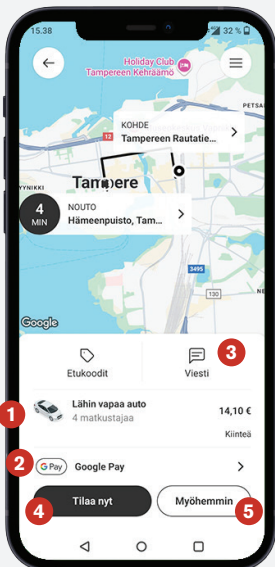 15.38
32 %
Holiday Club
Tampereen Kehräämö
PETSA
KOHDE
Tampereen Rautatie...
12
YYNIKKI
Tampere
4
MIN
NOUTO
Hämeenpuisto, Tam...
3495
130
Google
Etukoodit
Viesti
3
1
Lähin vapaa auto
4 matkustajaa
14,10 €
Kiinteä
2
G Pay
Google Pay
Tilaa nyt
Myöhemmin
4
5